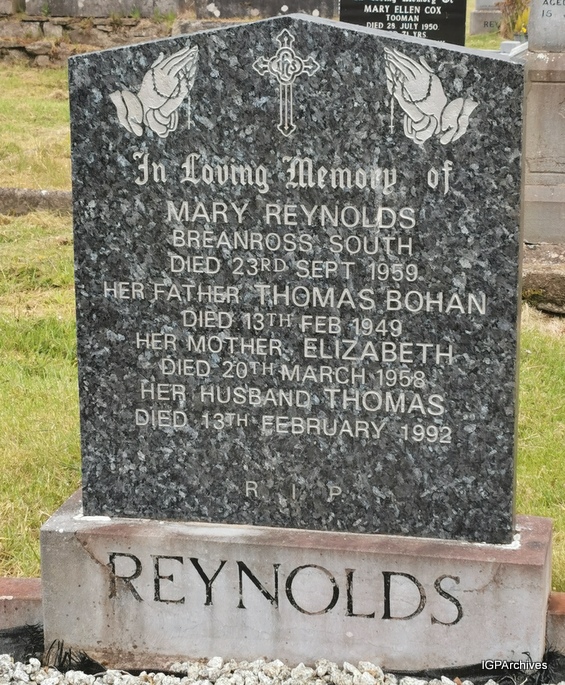 MARY ELLEN COX
TOOMAN
DIED 28 JULY 1950
In Loving Memory of
MARY REYNOLDS
BREANROSS SOUTH
DIED 23RD SEPT 1959
HER FATHER THOMAS BOHAN
DIED 13TH FEB 1949
HER MOTHER ELIZABETH
DIED 20TH MARCH 1958
HER HUSBAND THOMAS
DIED 13TH FEBRUARY 1992
R I P
REYNOLDS
IGPArchives